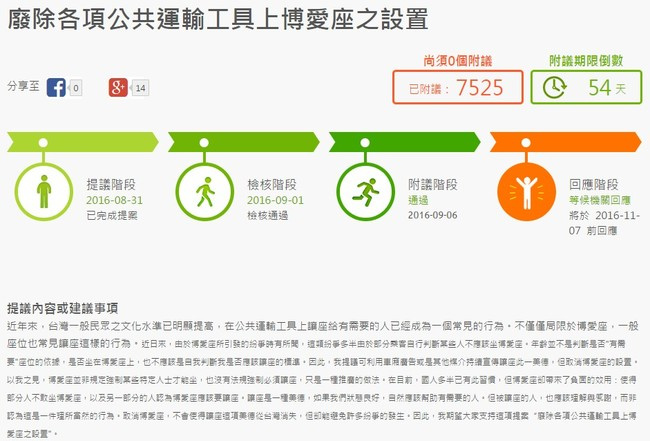 廢除各項公共運輸工具上博愛座之設置
尚須0個附議
附議期限倒數
分享至
f
0
g+
14
已附議： 7525
54 天
提議階段
2016-08-31
已完成提案
檢核階段
2016-09-01
檢核通過
附議階段
通過
2016-09-06
回應階段
等候機關回應
將於 2016-11-
07 前回應
提議內容或建議事項
近年來，台灣一般民眾之文化水準已明顯提高，在公共運輸工具上讓座給有需要的人已經成為一個常見的行為。不僅僅局限於博愛座，一般
座位也常見讓座這樣的行為。近日來，由於博愛座所引發的紛爭時有所聞，這類紛爭多半由於部分乘客自行判斷某些人不應該坐博愛座。年齡並不是判斷是否"有需
要"座位的依據，是否坐在博愛座上，也不應該是自我判斷我是否應該讓座的標準。因此，我提議可利用車廂廣告或是其他媒介持續宣傳讓座此一美德，但取消博愛座的設置。
以我之見，博愛座並非規定強制某些特定人士才能坐，也沒有法規強制必須讓座，只是一種推廣的做法。在目前，國人多半已有此習慣，但博愛座卻帶來了負面的效用：使得
部分人不敢坐博愛座，以及另一部分的人認為博愛座應該要讓座。讓座是一種美德，如果我們狀態良好，自然應該幫助有需要的人。但被讓座的人，也應該理解與感謝，而非
認為這是一件理所當然的行為。取消博愛座，不會使得讓座這項美德從台灣消失，但卻能避免許多紛爭的發生。因此，我期望大家支持這項提案 "廢除各項公共運輸工具上博
愛座之設置"。